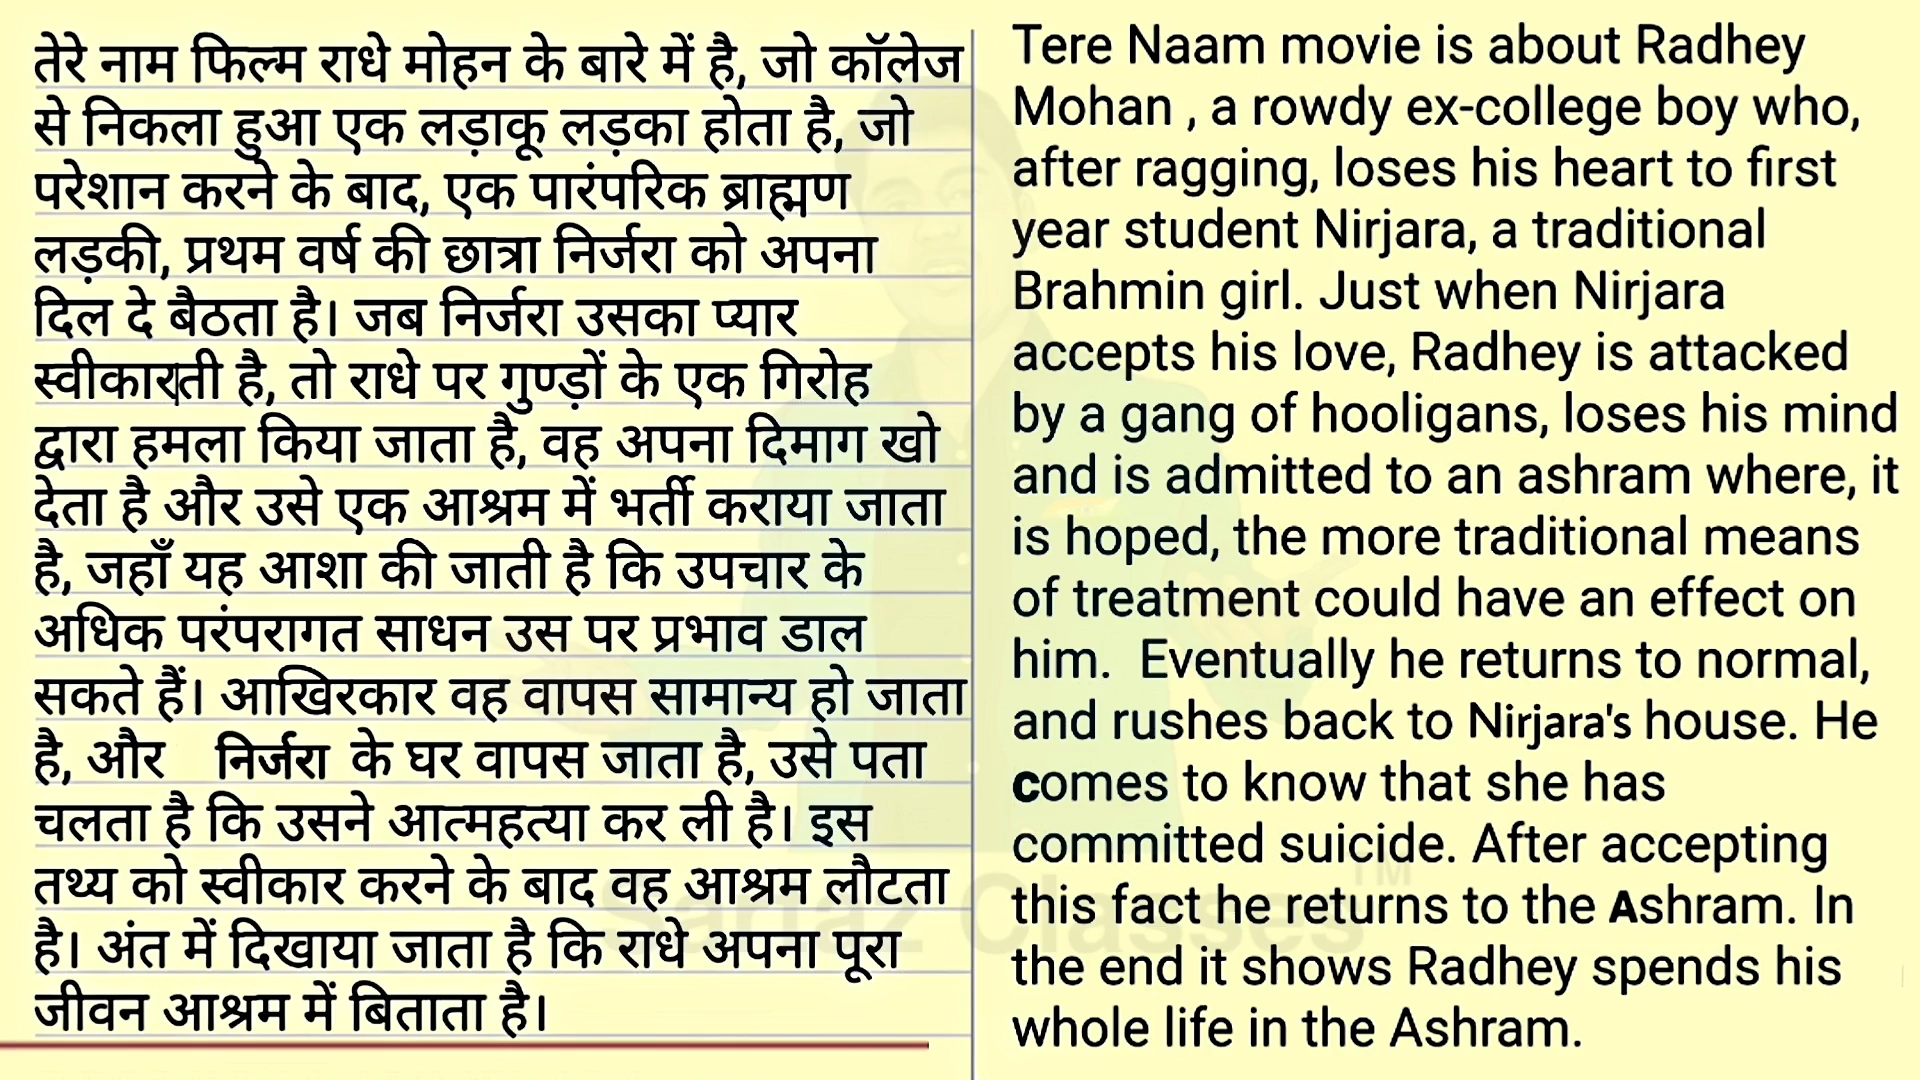 तेरे नाम फिल्म राधे मोहन के बारे में है, जो कॉलेज
से निकला हुआ एक लड़ाकू लड़का होता है, जो
परेशान करने के बाद, एक पारंपरिक ब्राह्मण
लड़की, प्रथम वर्ष की छात्रा निर्जरा को अपना
दिल दे बैठता है। जब निर्जरा उसका प्यार
स्वीकारती है, तो राधे पर गुण्ड़ों के एक गिरोह
द्वारा हमला किया जाता है, वह अपना दिमाग खो
देता है और उसे एक आश्रम में भर्ती कराया जाता
है, जहाँ यह आशा की जाती है कि उपचार के
अधिक परंपरागत साधन उस पर प्रभाव डाल
सकते हैं। आखिरकार वह वापस सामान्य हो जाता
है, और निर्जरा के घर वापस जाता है, उसे पता
चलता है कि उसने आत्महत्या कर ली है। इस
तथ्य को स्वीकार करने के बाद वह आश्रम लौटता
है। अंत में दिखाया जाता है कि राधे अपना पूरा
जीवन आश्रम में बिताता है।
Tere Naam movie is about Radhey
Mohan , a rowdy ex-college boy who,
after ragging, loses his heart to first
year student Nirjara, a traditional
Brahmin girl. Just when Nirjara
accepts his love, Radhey is attacked
by a gang of hooligans, loses his mind
and is admitted to an ashram where, it
is hoped, the more traditional means
of treatment could have an effect on
him.  Eventually he returns to normal,
and rushes back to Nirjara's house. He
comes to know that she has
committed suicide. After accepting
this fact he returns to the Ashram. In
the end it shows Radhey spends his
whole life in the Ashram.
Classes TM